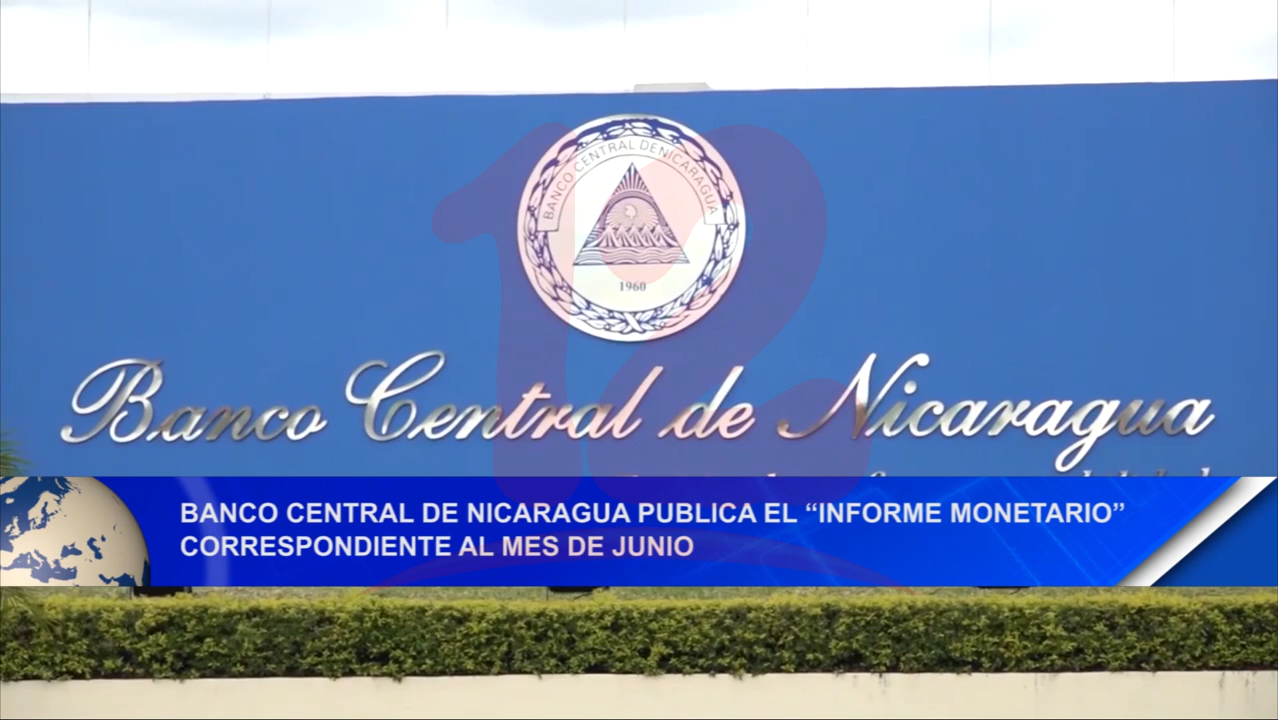 BANCO CENTRAL DE NICARAGUA
1960
12
Banco Central de Nicaragua
BANCO CENTRAL DE NICARAGUA PUBLICA EL “INFORME MONETARIO”
CORRESPONDIENTE AL MES DE JUNIO